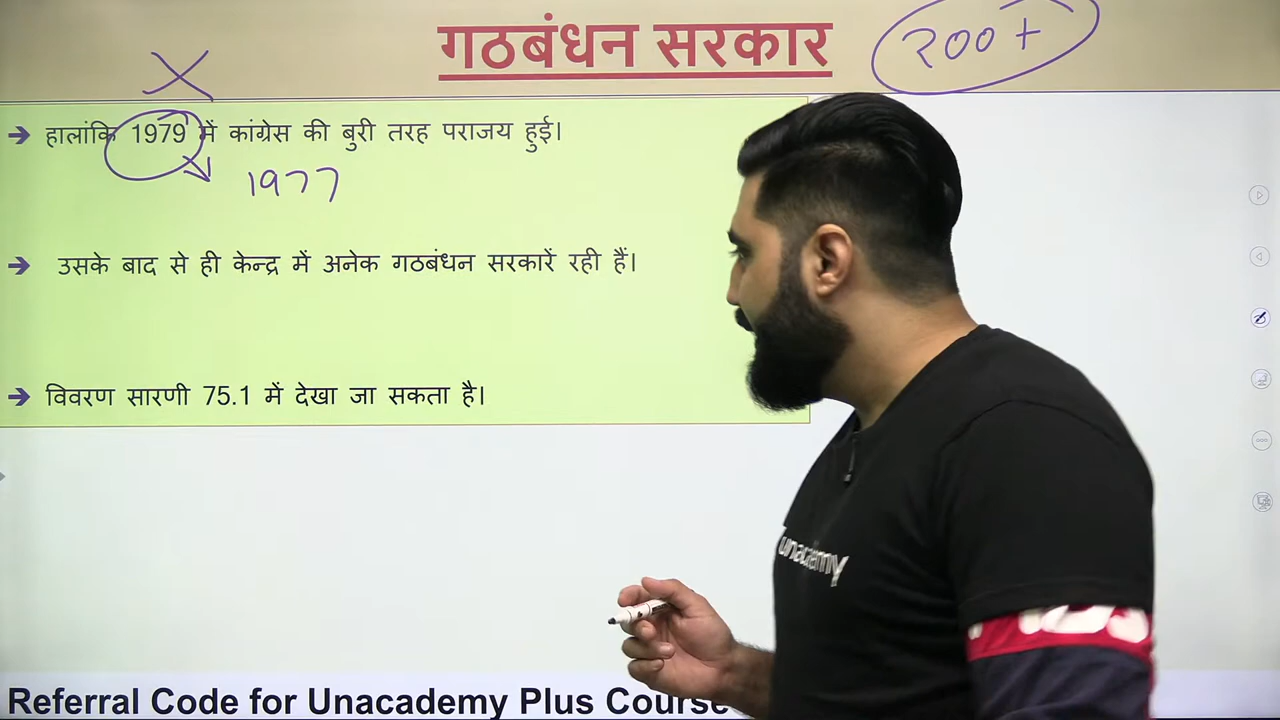 गठबंधन सरकार
200+
X
हालांकि 1979 में कांग्रेस की बुरी तरह पराजय हुई।
1977
उसके बाद से ही केन्द्र में अनेक गठबंधन सरकारें रही हैं।
विवरण सारणी 75.1 में देखा जा सकता है।
unacademy
Referral Code for Unacademy Plus Course